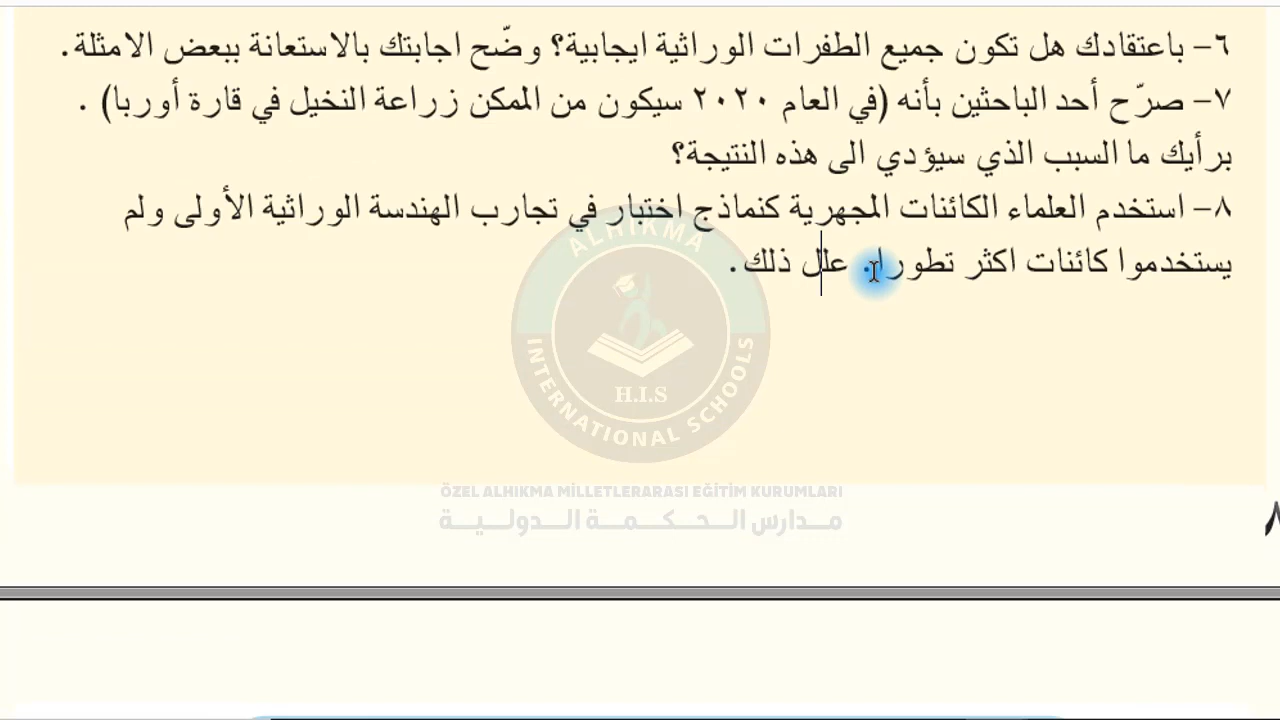 ٦- باعتقادك هل تكون جميع الطفرات الوراثية ايجابية؟ وضّح اجابتك بالاستعانة ببعض الامثلة.
٧- صرّح أحد الباحثين بأنه (في العام ٢٠٢٠ سيكون من الممكن زراعة النخيل في قارة أوربا) .
برأيك ما السبب الذي سيؤدي الى هذه النتيجة؟
٨- استخدم العلماء الكائنات المجهرية كنماذج اختبار في تجارب الهندسة الوراثية الأولى ولم
يستخدموا كائنات اكثر تطورا. علل ذلك.
ALHIKMA
INTERNATIONAL SCHOOLS
H.I.S
ÖZEL ALHIKMA MİLLETLERARASI EĞİTİM KURUMLARI
مدارس الحكمة الدولية